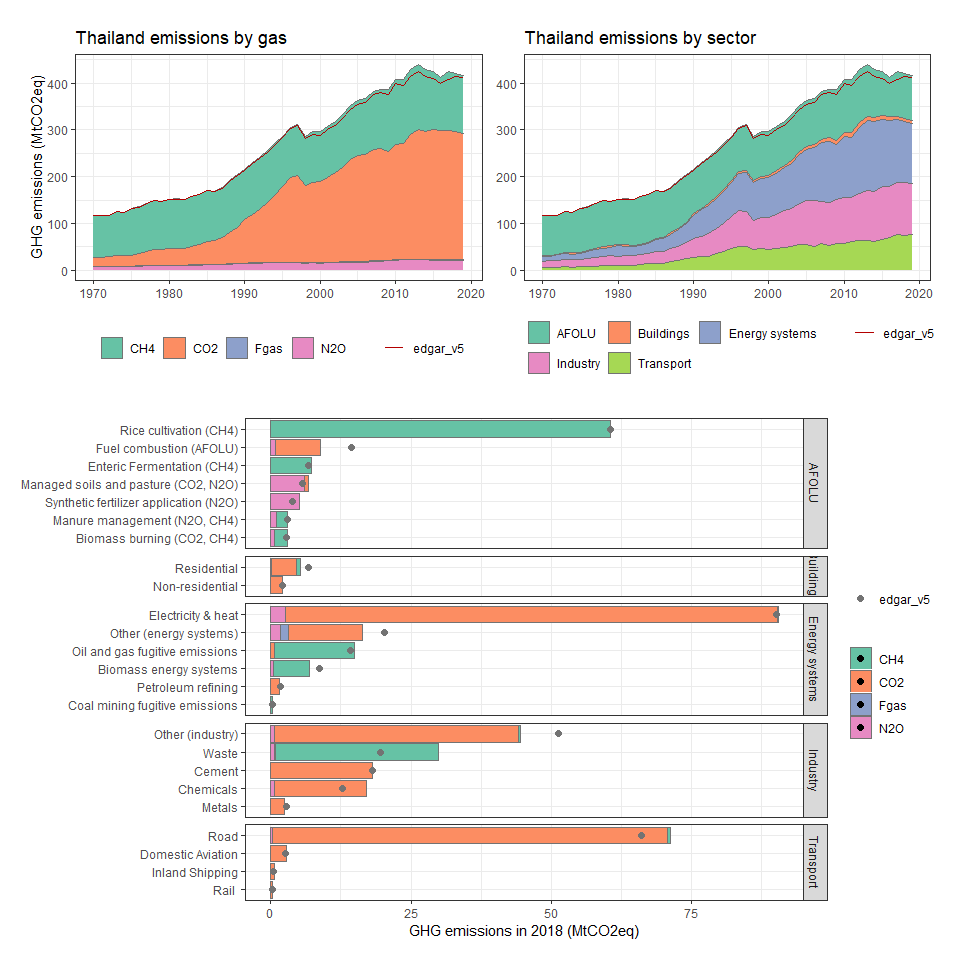 Thailand emissions by gas
GHG emissions (MtCO2eq)
400
300
200
100
0
1970 1980 1990 2000 2010 2020
CH4 CO2 Fgas N2O edgar_v5
Thailand emissions by sector
400
300
200
100
0
1970 1980 1990 2000 2010 2020
AFOLU Buildings Energy systems edgar_v5
Industry Transport
Rice cultivation (CH4)
Fuel combustion (AFOLU)
Enteric Fermentation (CH4)
Managed soils and pasture (CO2, N2O)
Synthetic fertilizer application (N2O)
Manure management (N2O, CH4)
Biomass burning (CO2, CH4)
AFOLU
Residential
Non-residential
uilding
Electricity & heat
Other (energy systems)
Oil and gas fugitive emissions
Biomass energy systems
Petroleum refining
Coal mining fugitive emissions
Energy systems
Other (industry)
Waste
Cement
Chemicals
Metals
Industry
Road
Domestic Aviation
Inland Shipping
Rail
Transport
0 25 50 75
GHG emissions in 2018 (MtCO2eq)
edgar_v5
CH4
CO2
Fgas
N2O